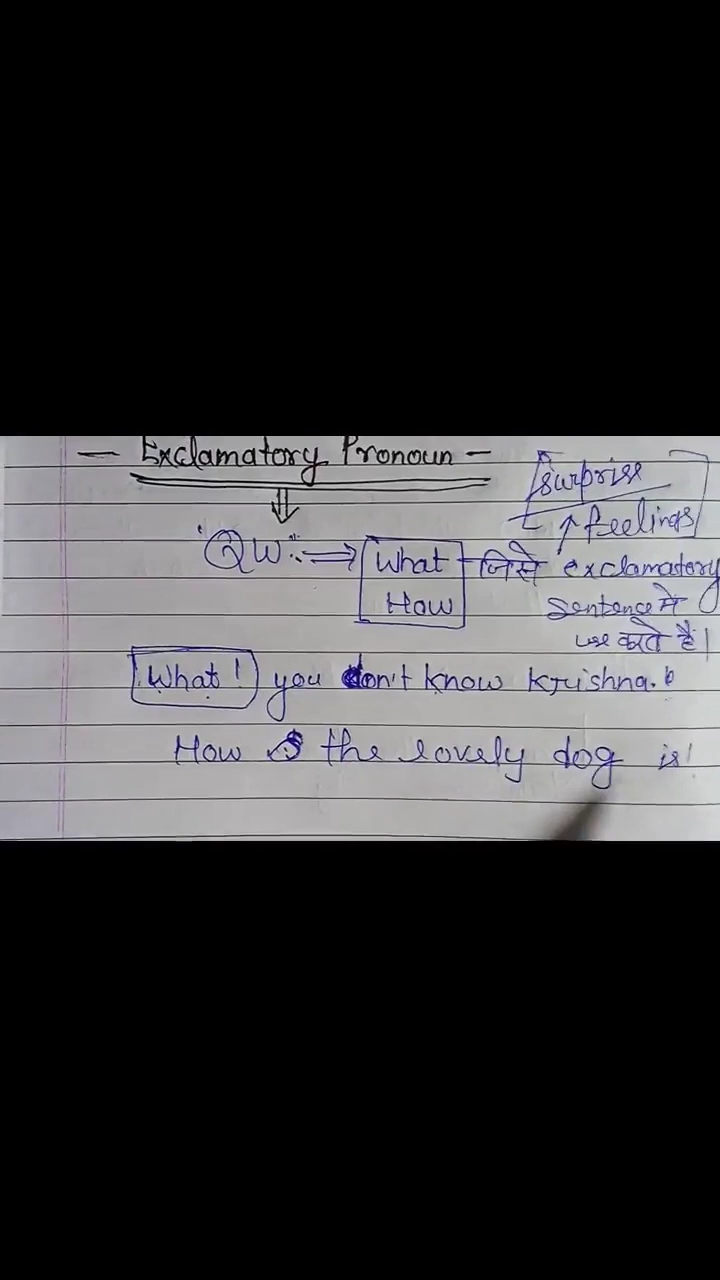 — Exclamatory Pronoun —
surprise
↑ feelings
"QW" ⇒ What जिसे exclamatory
How sentence में
use करते है।
What! you don't know Krishna.
How the lovely dog is!